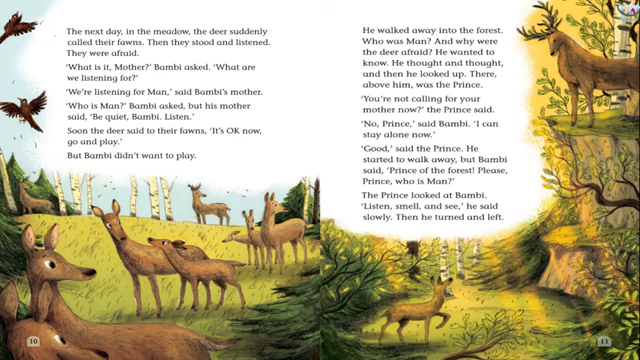 The next day, in the meadow, the deer suddenly
called their fawns. Then they stood and listened.
They were afraid.
‘What is it, Mother?’ Bambi asked. ‘What are
we listening for?’
‘We’re listening for Man,’ said Bambi’s mother.
‘Who is Man?’ Bambi asked, but his mother
said, ‘Be quiet, Bambi. Listen.’
Soon the deer said to their fawns, ‘It’s OK now,
go and play.’
But Bambi didn’t want to play.
10
He walked away into the forest.
Who was Man? And why were
the deer afraid? He wanted to
know. He thought and thought,
and then he looked up. There,
above him, was the Prince.
‘You’re not calling for your
mother now?’ the Prince said.
‘No, Prince,’ said Bambi. ‘I can
stay alone now.’
‘Good,’ said the Prince. He
started to walk away, but Bambi
said, ‘Prince of the forest! Please,
Prince, who is Man?’
The Prince looked at Bambi.
‘Listen, smell, and see,’ he said
slowly. Then he turned and left.
11